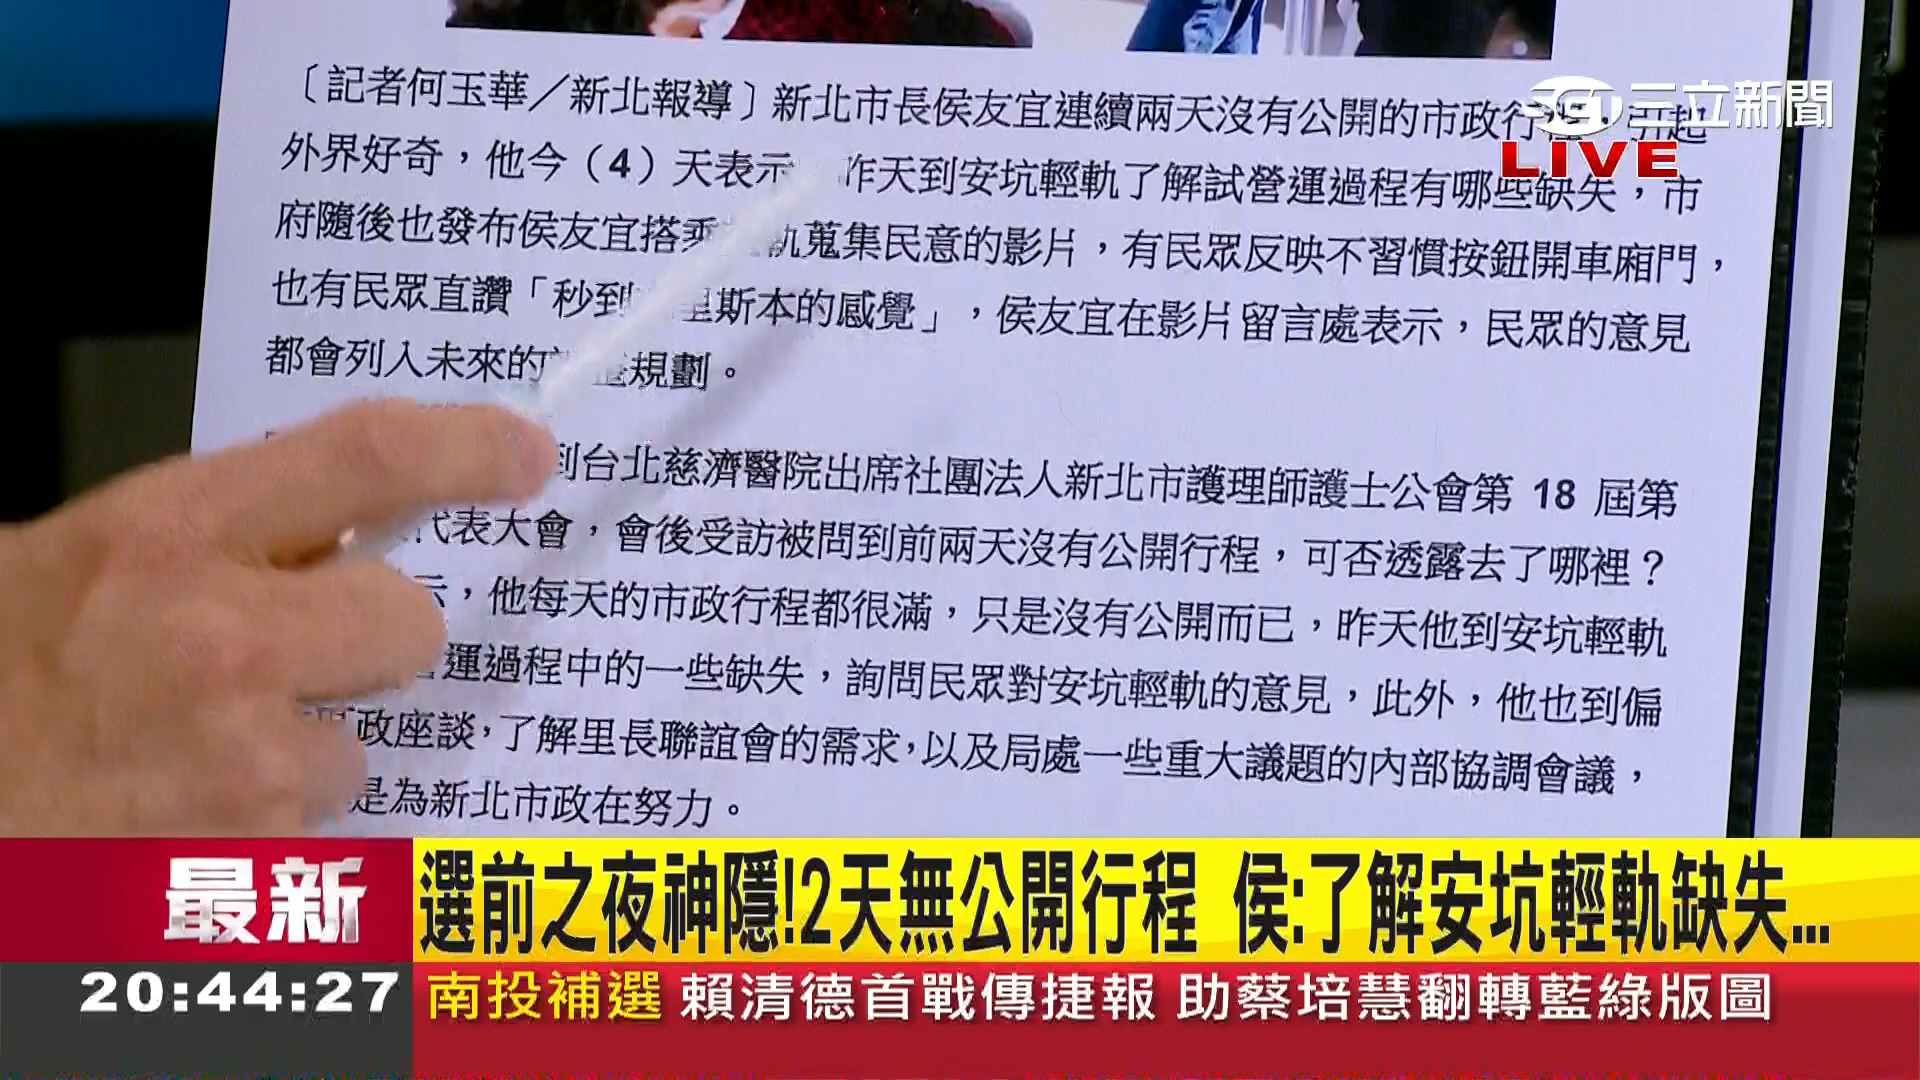 〔記者何玉華／新北報導〕新北市長侯友宜連續兩天沒有公開的市政行 引起
外界好奇，他今（4）天表示 昨天到安坑輕軌了解試營運過程有哪些缺失，市
府隨後也發布侯友宜搭乘 軌蒐集民意的影片，有民眾反映不習慣按鈕開車廂門，
也有民眾直讚「秒到 里斯本的感覺」，侯友宜在影片留言處表示，民眾的意見
都會列入未來的 規劃。
到台北慈濟醫院出席社團法人新北市護理師護士公會第 18 屆第
代表大會，會後受訪被問到前兩天沒有公開行程，可否透露去了哪裡？
示，他每天的市政行程都很滿，只是沒有公開而已，昨天他到安坑輕軌
運過程中的一些缺失，詢問民眾對安坑輕軌的意見，此外，他也到偏
政座談，了解里長聯誼會的需求，以及局處一些重大議題的內部協調會議，
是為新北市政在努力。
三立新聞
LIVE
最新
選前之夜神隱!2天無公開行程 侯:了解安坑輕軌缺失...
20:44:27
南投補選 賴清德首戰傳捷報 助蔡培慧翻轉藍綠版圖